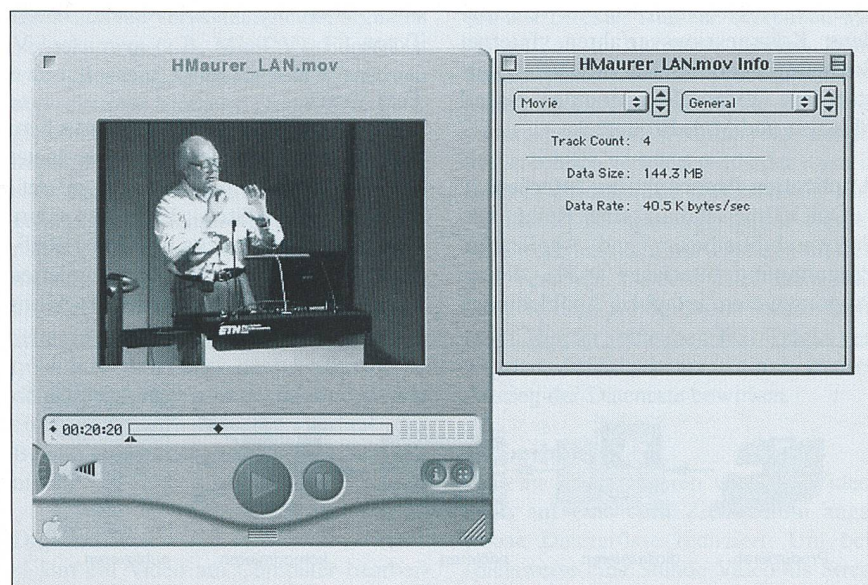 HMaurer_LAN.mov
00:20:20
ETH
HMaurer_LAN.mov Info
Movie
General
Track Count: 4
Data Size: 144.3 MB
Data Rate: 40.5 K bytes/sec